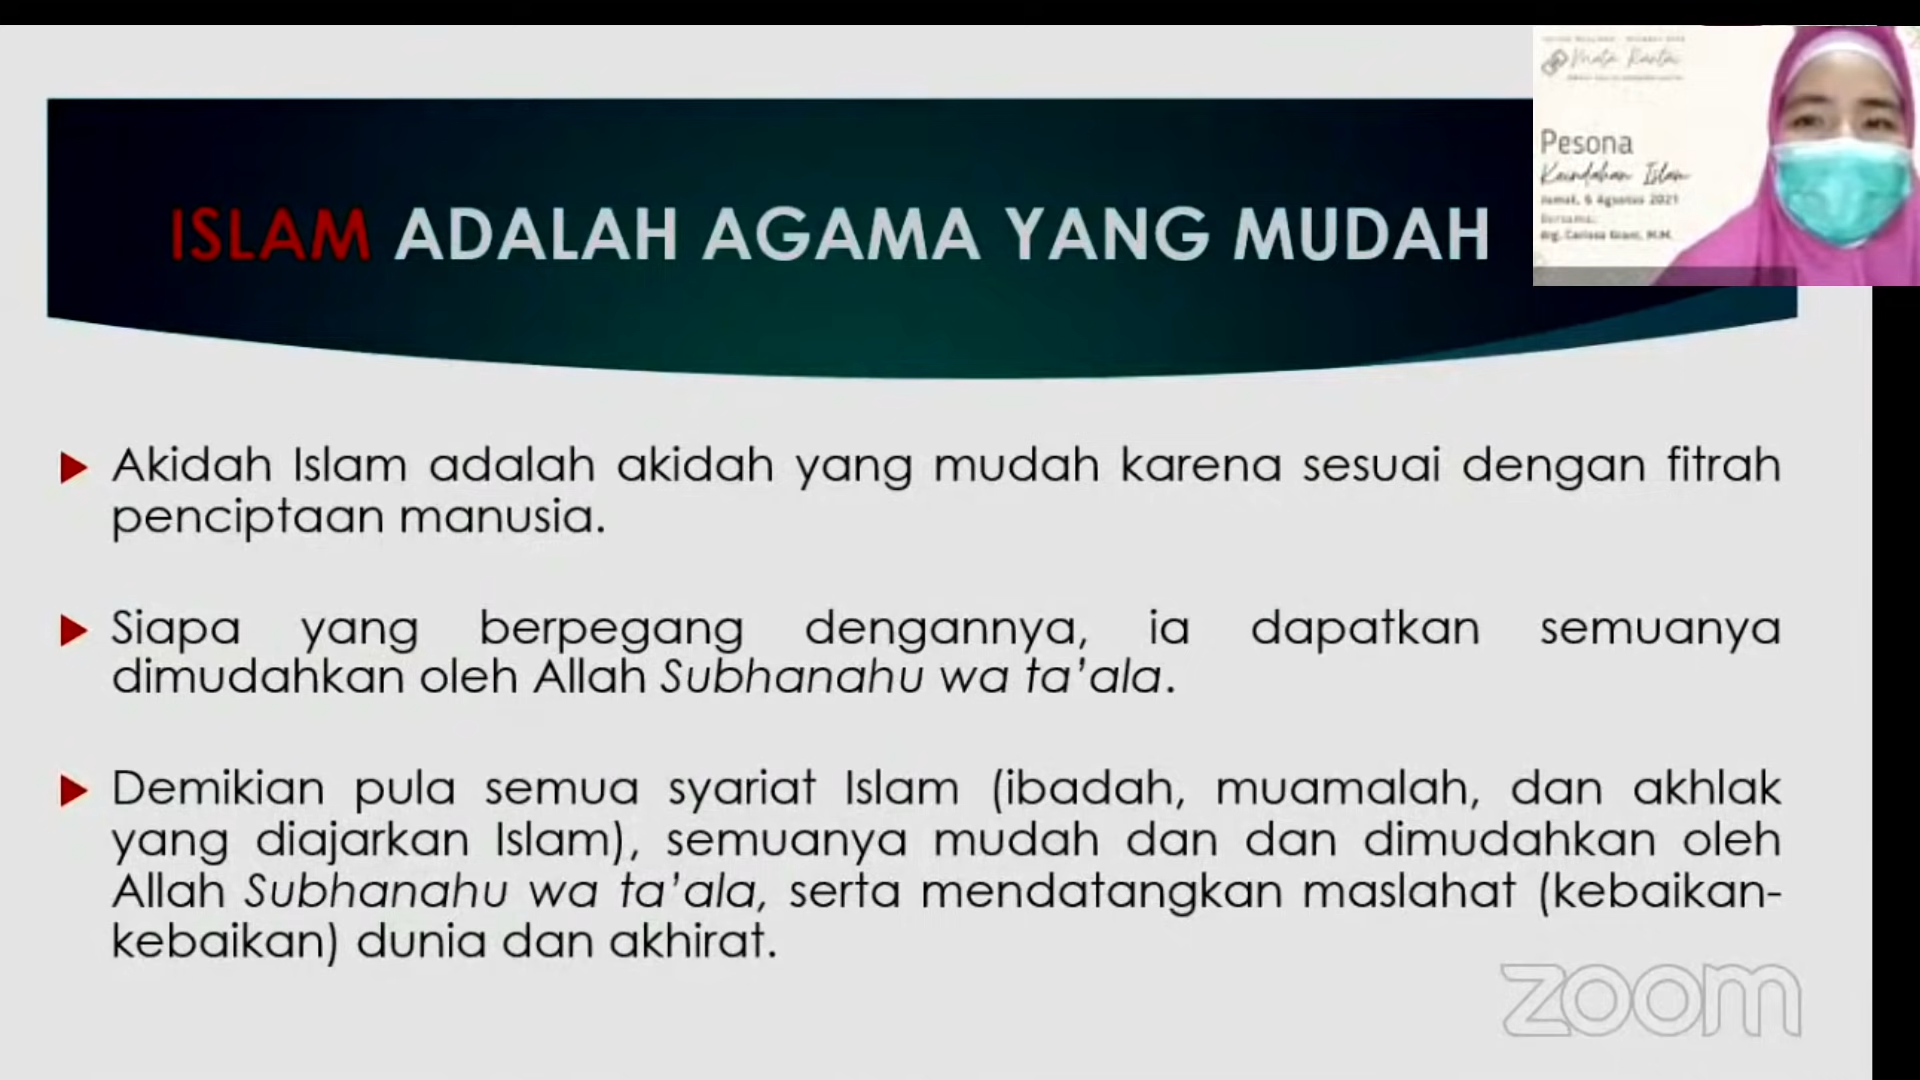 ISLAM ADALAH AGAMA YANG MUDAH
Mata Rantai
Pesona
Keindahan Islam
Jumat, 6 Agustus 2021
Bersama:
Akidah Islam adalah akidah yang mudah karena sesuai dengan fitrah
penciptaan manusia.
Siapa yang berpegang dengannya, ia dapatkan semuanya
dimudahkan oleh Allah Subhanahu wa ta'ala.
Demikian pula semua syariat Islam (ibadah, muamalah, dan akhlak
yang diajarkan Islam), semuanya mudah dan dan dimudahkan oleh
Allah Subhanahu wa ta'ala, serta mendatangkan maslahat (kebaikan-
kebaikan) dunia dan akhirat.
zoom